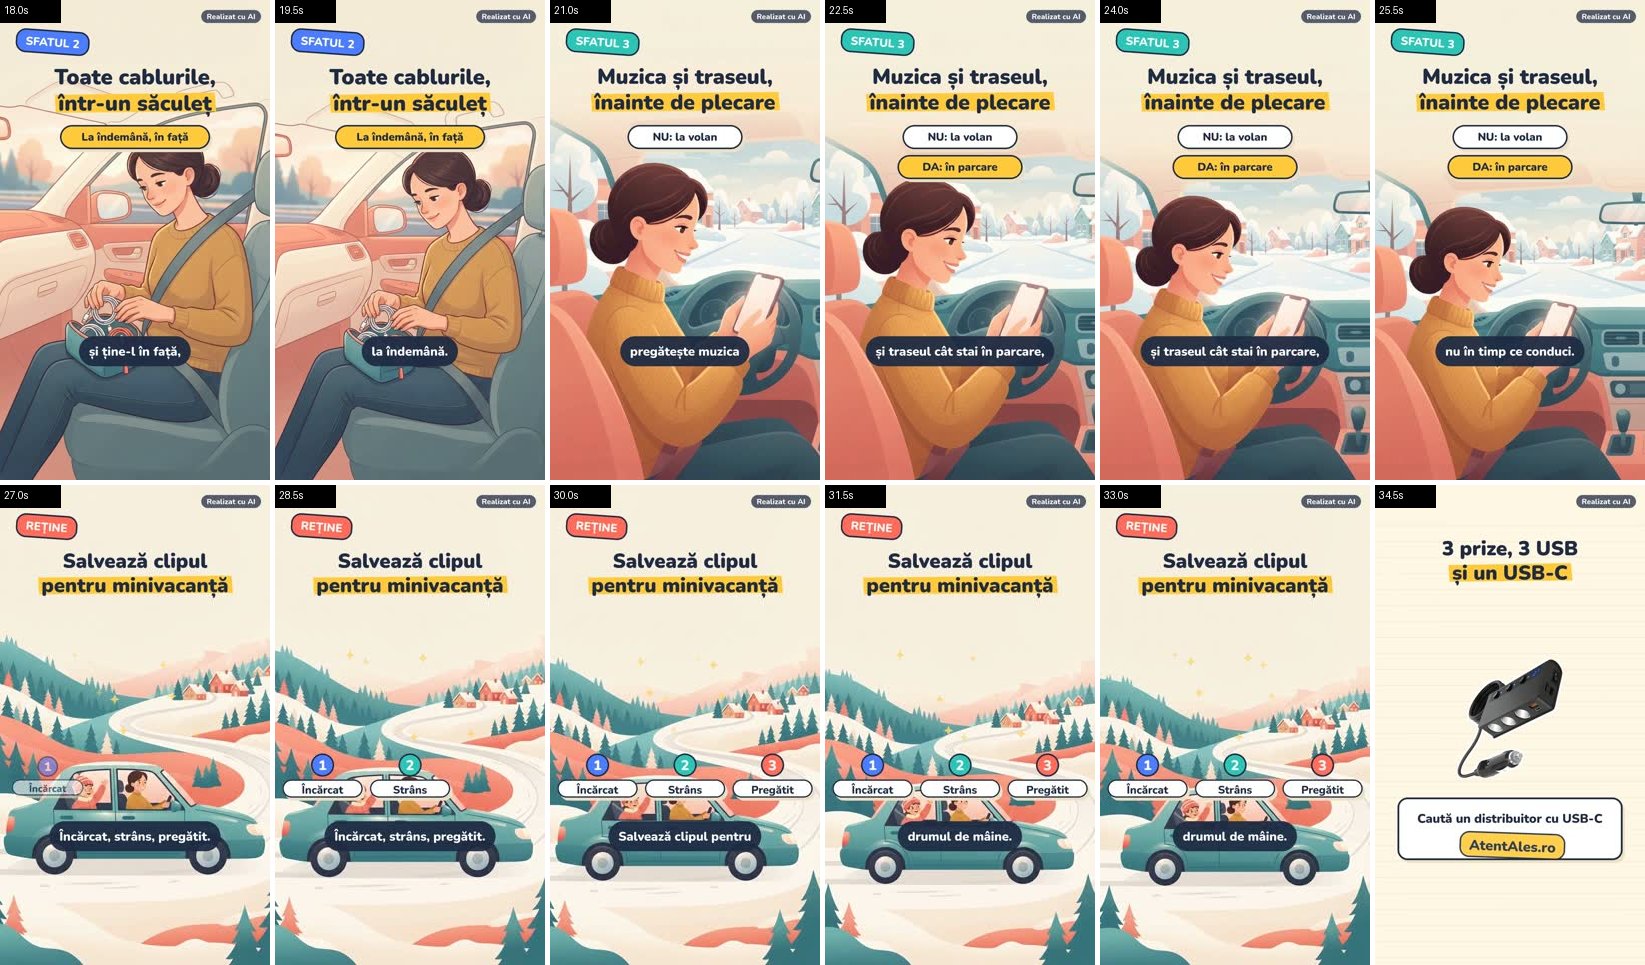 18.0s
Realizat cu AI
SFATUL 2
Toate cablurile,
într-un săculeț
La îndemână, în față
și ține-l în față,
19.5s
Realizat cu AI
SFATUL 2
Toate cablurile,
într-un săculeț
La îndemână, în față
la îndemână.
21.0s
Realizat cu AI
SFATUL 3
Muzica și traseul,
înainte de plecare
NU: la volan
pregătește muzica
22.5s
Realizat cu AI
SFATUL 3
Muzica și traseul,
înainte de plecare
NU: la volan
DA: în parcare
și traseul cât stai în parcare,
24.0s
Realizat cu AI
SFATUL 3
Muzica și traseul,
înainte de plecare
NU: la volan
DA: în parcare
și traseul cât stai în parcare,
25.5s
Realizat cu AI
SFATUL 3
Muzica și traseul,
înainte de plecare
NU: la volan
DA: în parcare
nu în timp ce conduci.
27.0s
Realizat cu AI
REȚINE
Salvează clipul
pentru minivacanță
1
Încărcat
Încărcat, strâns, pregătit.
28.5s
Realizat cu AI
REȚINE
Salvează clipul
pentru minivacanță
1 2
Încărcat Strâns
Încărcat, strâns, pregătit.
30.0s
Realizat cu AI
REȚINE
Salvează clipul
pentru minivacanță
1 2 3
Încărcat Strâns Pregătit
Salvează clipul pentru
31.5s
Realizat cu AI
REȚINE
Salvează clipul
pentru minivacanță
1 2 3
Încărcat Strâns Pregătit
drumul de mâine.
33.0s
Realizat cu AI
REȚINE
Salvează clipul
pentru minivacanță
1 2 3
Încărcat Strâns Pregătit
drumul de mâine.
34.5s
Realizat cu AI
3 prize, 3 USB
și un USB-C
Caută un distribuitor cu USB-C
AtentAles.ro